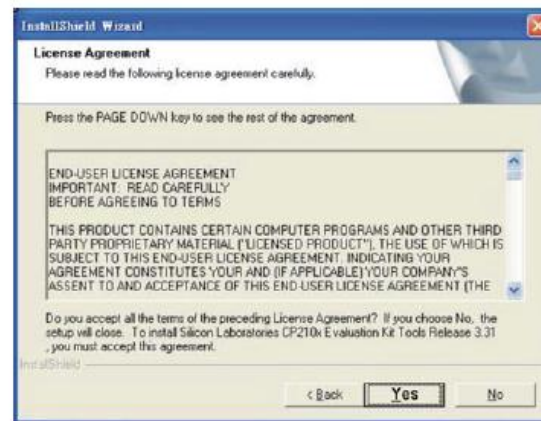 InstallShield Wizard
License Agreement
Please read the following license agreement carefully.
Press the PAGE DOWN key to see the rest of the agreement.
END-USER LICENSE AGREEMENT
IMPORTANT: READ CAREFULLY
BEFORE AGREEING TO TERMS
THIS PRODUCT CONTAINS CERTAIN COMPUTER PROGRAMS AND OTHER THIRD
PARTY PROPRIETARY MATERIAL ("LICENSED PRODUCT"), THE USE OF WHICH IS
SUBJECT TO THIS END-USER LICENSE AGREEMENT. INDICATING YOUR
AGREEMENT CONSTITUTES YOUR AND (IF APPLICABLE) YOUR COMPANY'S
ASSENT TO AND ACCEPTANCE OF THIS END-USER LICENSE AGREEMENT (THE
Do you accept all the terms of the preceding License Agreement? If you choose No, the
setup will close. To install Silicon Laboratories CP210x Evaluation Kit Tools Release 3.31
, you must accept this agreement.
InstallShield
< Back Yes No